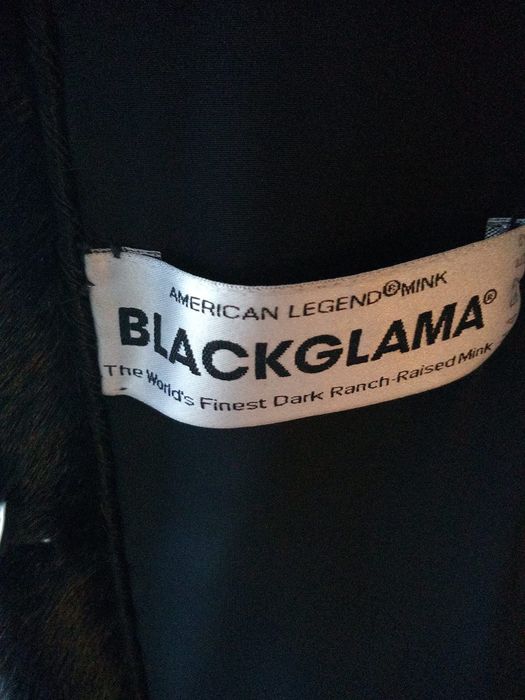 AMERICAN LEGEND®MINK
BLACKGLAMA®
The World's Finest Dark Ranch-Raised Mink